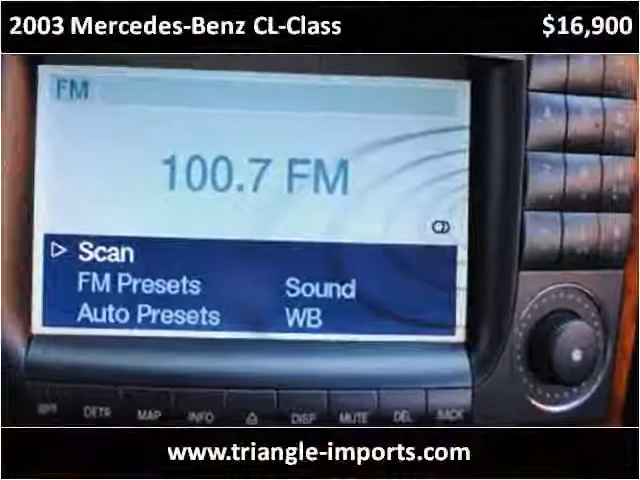 2003 Mercedes-Benz CL-Class $16,900
FM
100.7 FM
Scan
FM Presets Sound
Auto Presets WB
RPT DETR MAP INFO DISP MUTE DEL BACK
www.triangle-imports.com